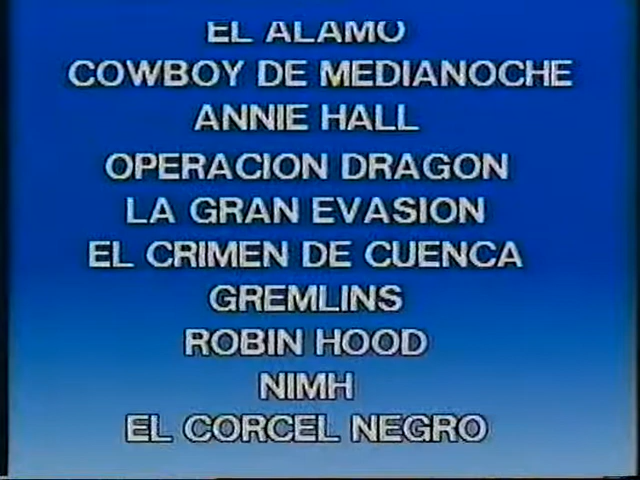 EL ALAMO
COWBOY DE MEDIANOCHE
ANNIE HALL
OPERACION DRAGON
LA GRAN EVASION
EL CRIMEN DE CUENCA
GREMLINS
ROBIN HOOD
NIMH
EL CORCEL NEGRO